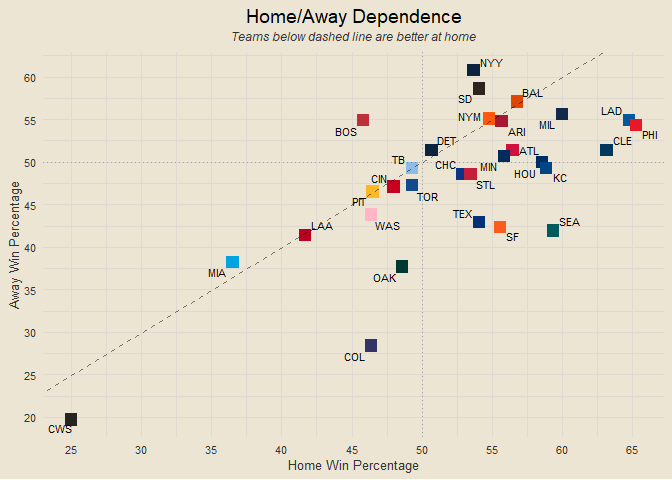 Home/Away Dependence
Teams below dashed line are better at home
60
55
50
45
40
35
30
25
20
Away Win Percentage
NYY
SD
BAL
NYM
ARI
MIL
LAD
PHI
BOS
DET
CLE
TB
CHC
MIN
ATL
HOU
KC
CIN
STL
PIT
TOR
WAS
TEX
SF
SEA
LAA
MIA
OAK
COL
CWS
25
30
35
40
45
50
55
60
65
Home Win Percentage